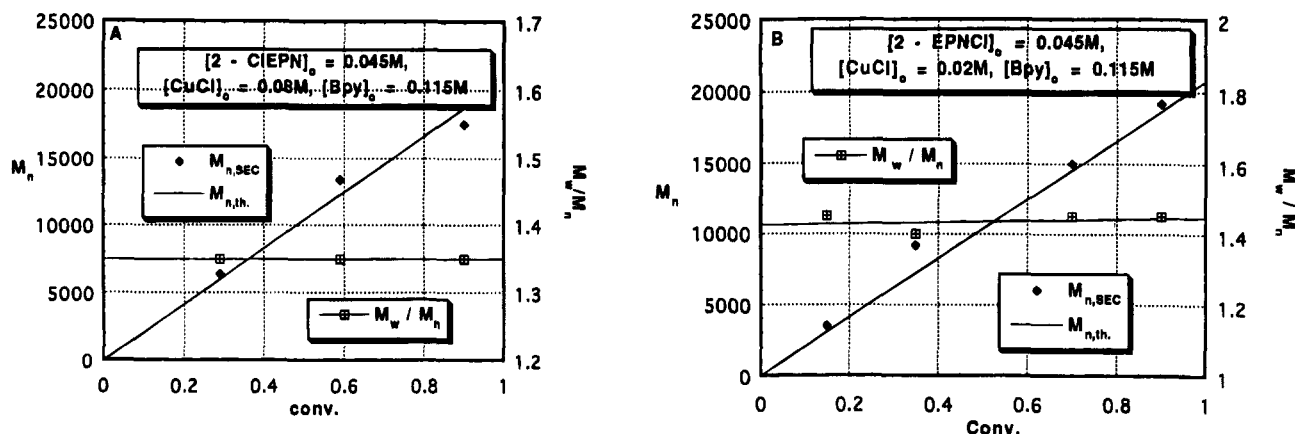 A
[2 - ClEPN]o = 0.045M,
[CuCl]o = 0.08M, [Bpy]o = 0.115M
25000
20000
15000
10000
5000
0
Mn
Mn,SEC
Mn,th.
Mw / Mn
1.7
1.6
1.5
1.4
1.3
1.2
Mw/Mn
0
0.2
0.4
0.6
0.8
1
conv.
B
[2 - EPNCl]o = 0.045M,
[CuCl]o = 0.02M, [Bpy]o = 0.115M
25000
20000
15000
10000
5000
0
Mn
Mw / Mn
Mn,SEC
Mn,th.
2
1.8
1.6
1.4
1.2
1
Mw / Mn
0
0.2
0.4
0.6
0.8
1
Conv.